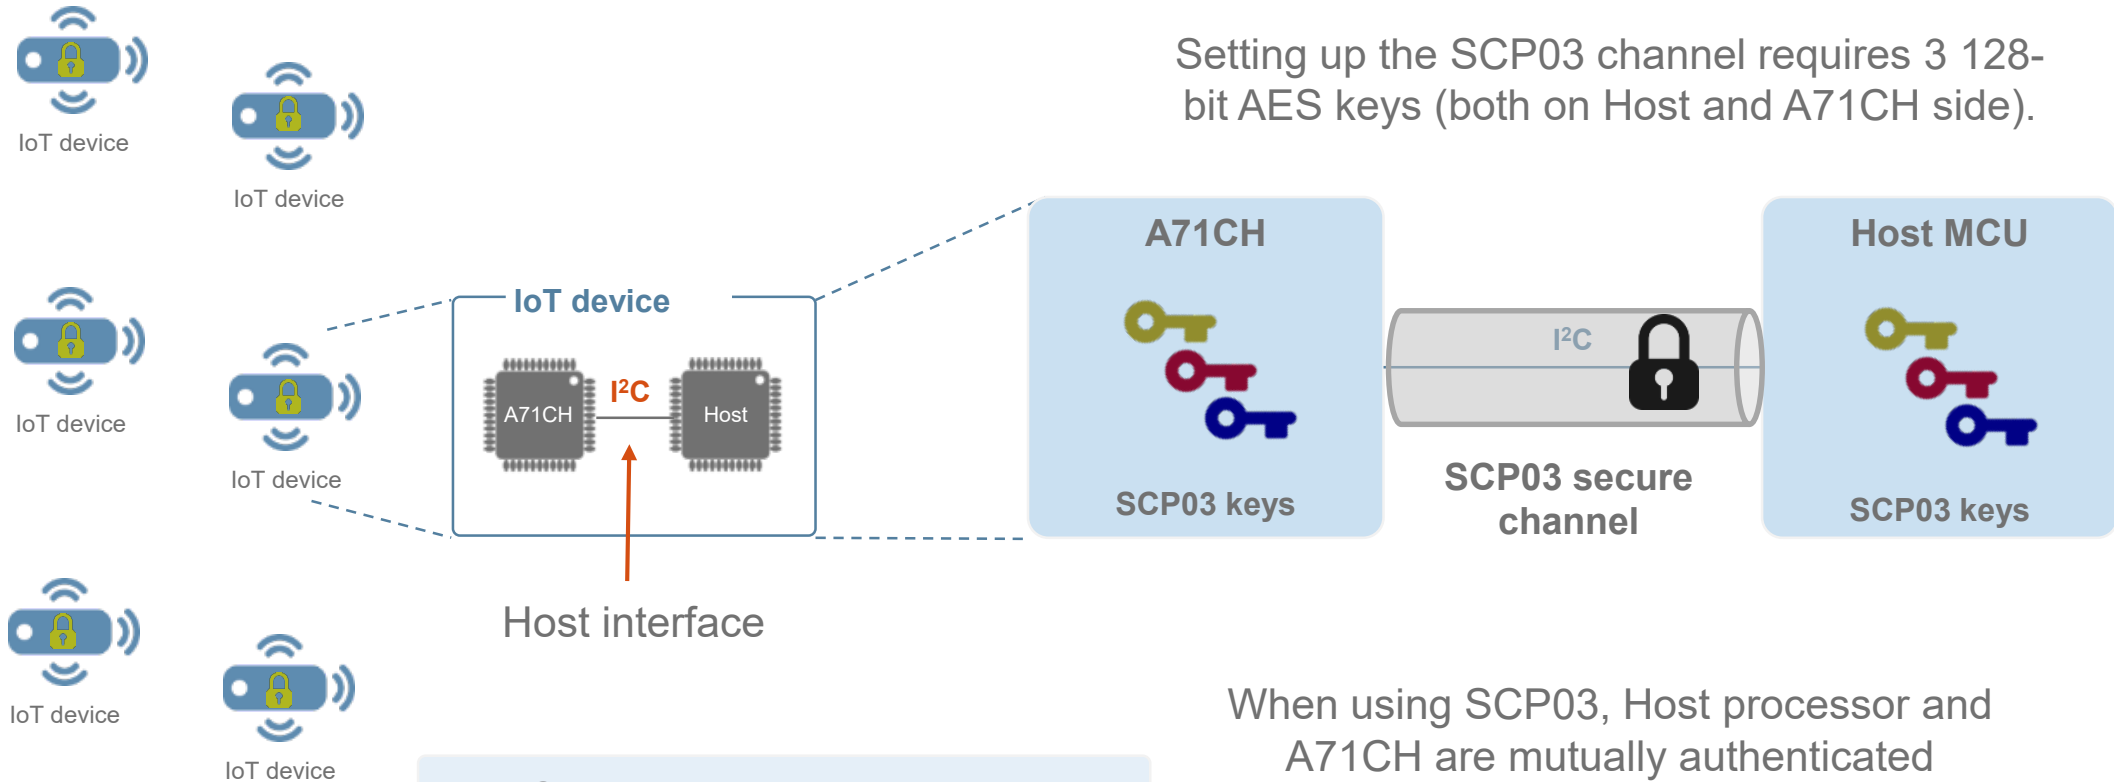 Setting up the SCP03 channel requires 3 128-
bit AES keys (both on Host and A71CH side).
IoT device
IoT device
IoT device
IoT device
IoT device
IoT device
IoT device
A71CH
I²C
Host
Host interface
A71CH
SCP03 keys
I²C
SCP03 secure
channel
Host MCU
SCP03 keys
When using SCP03, Host processor and
A71CH are mutually authenticated